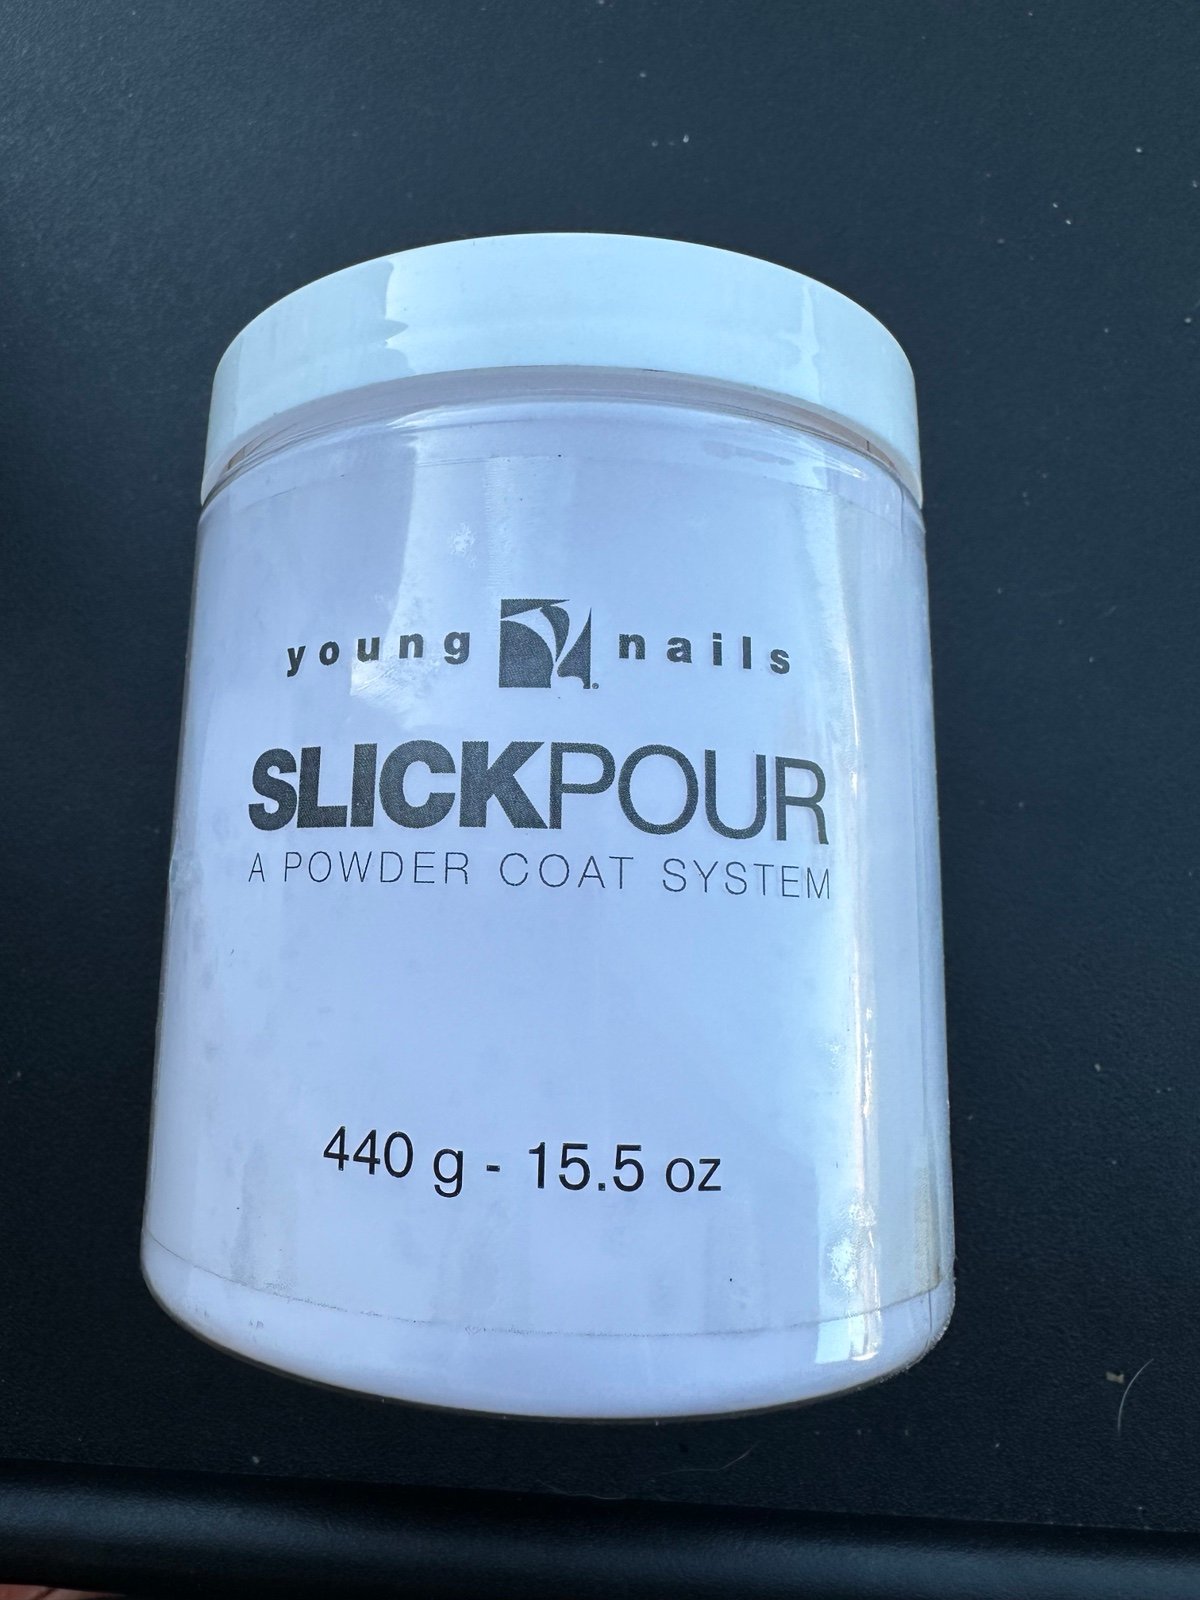 young nails
SLICKPOUR
A POWDER COAT SYSTEM
440 g - 15.5 oz